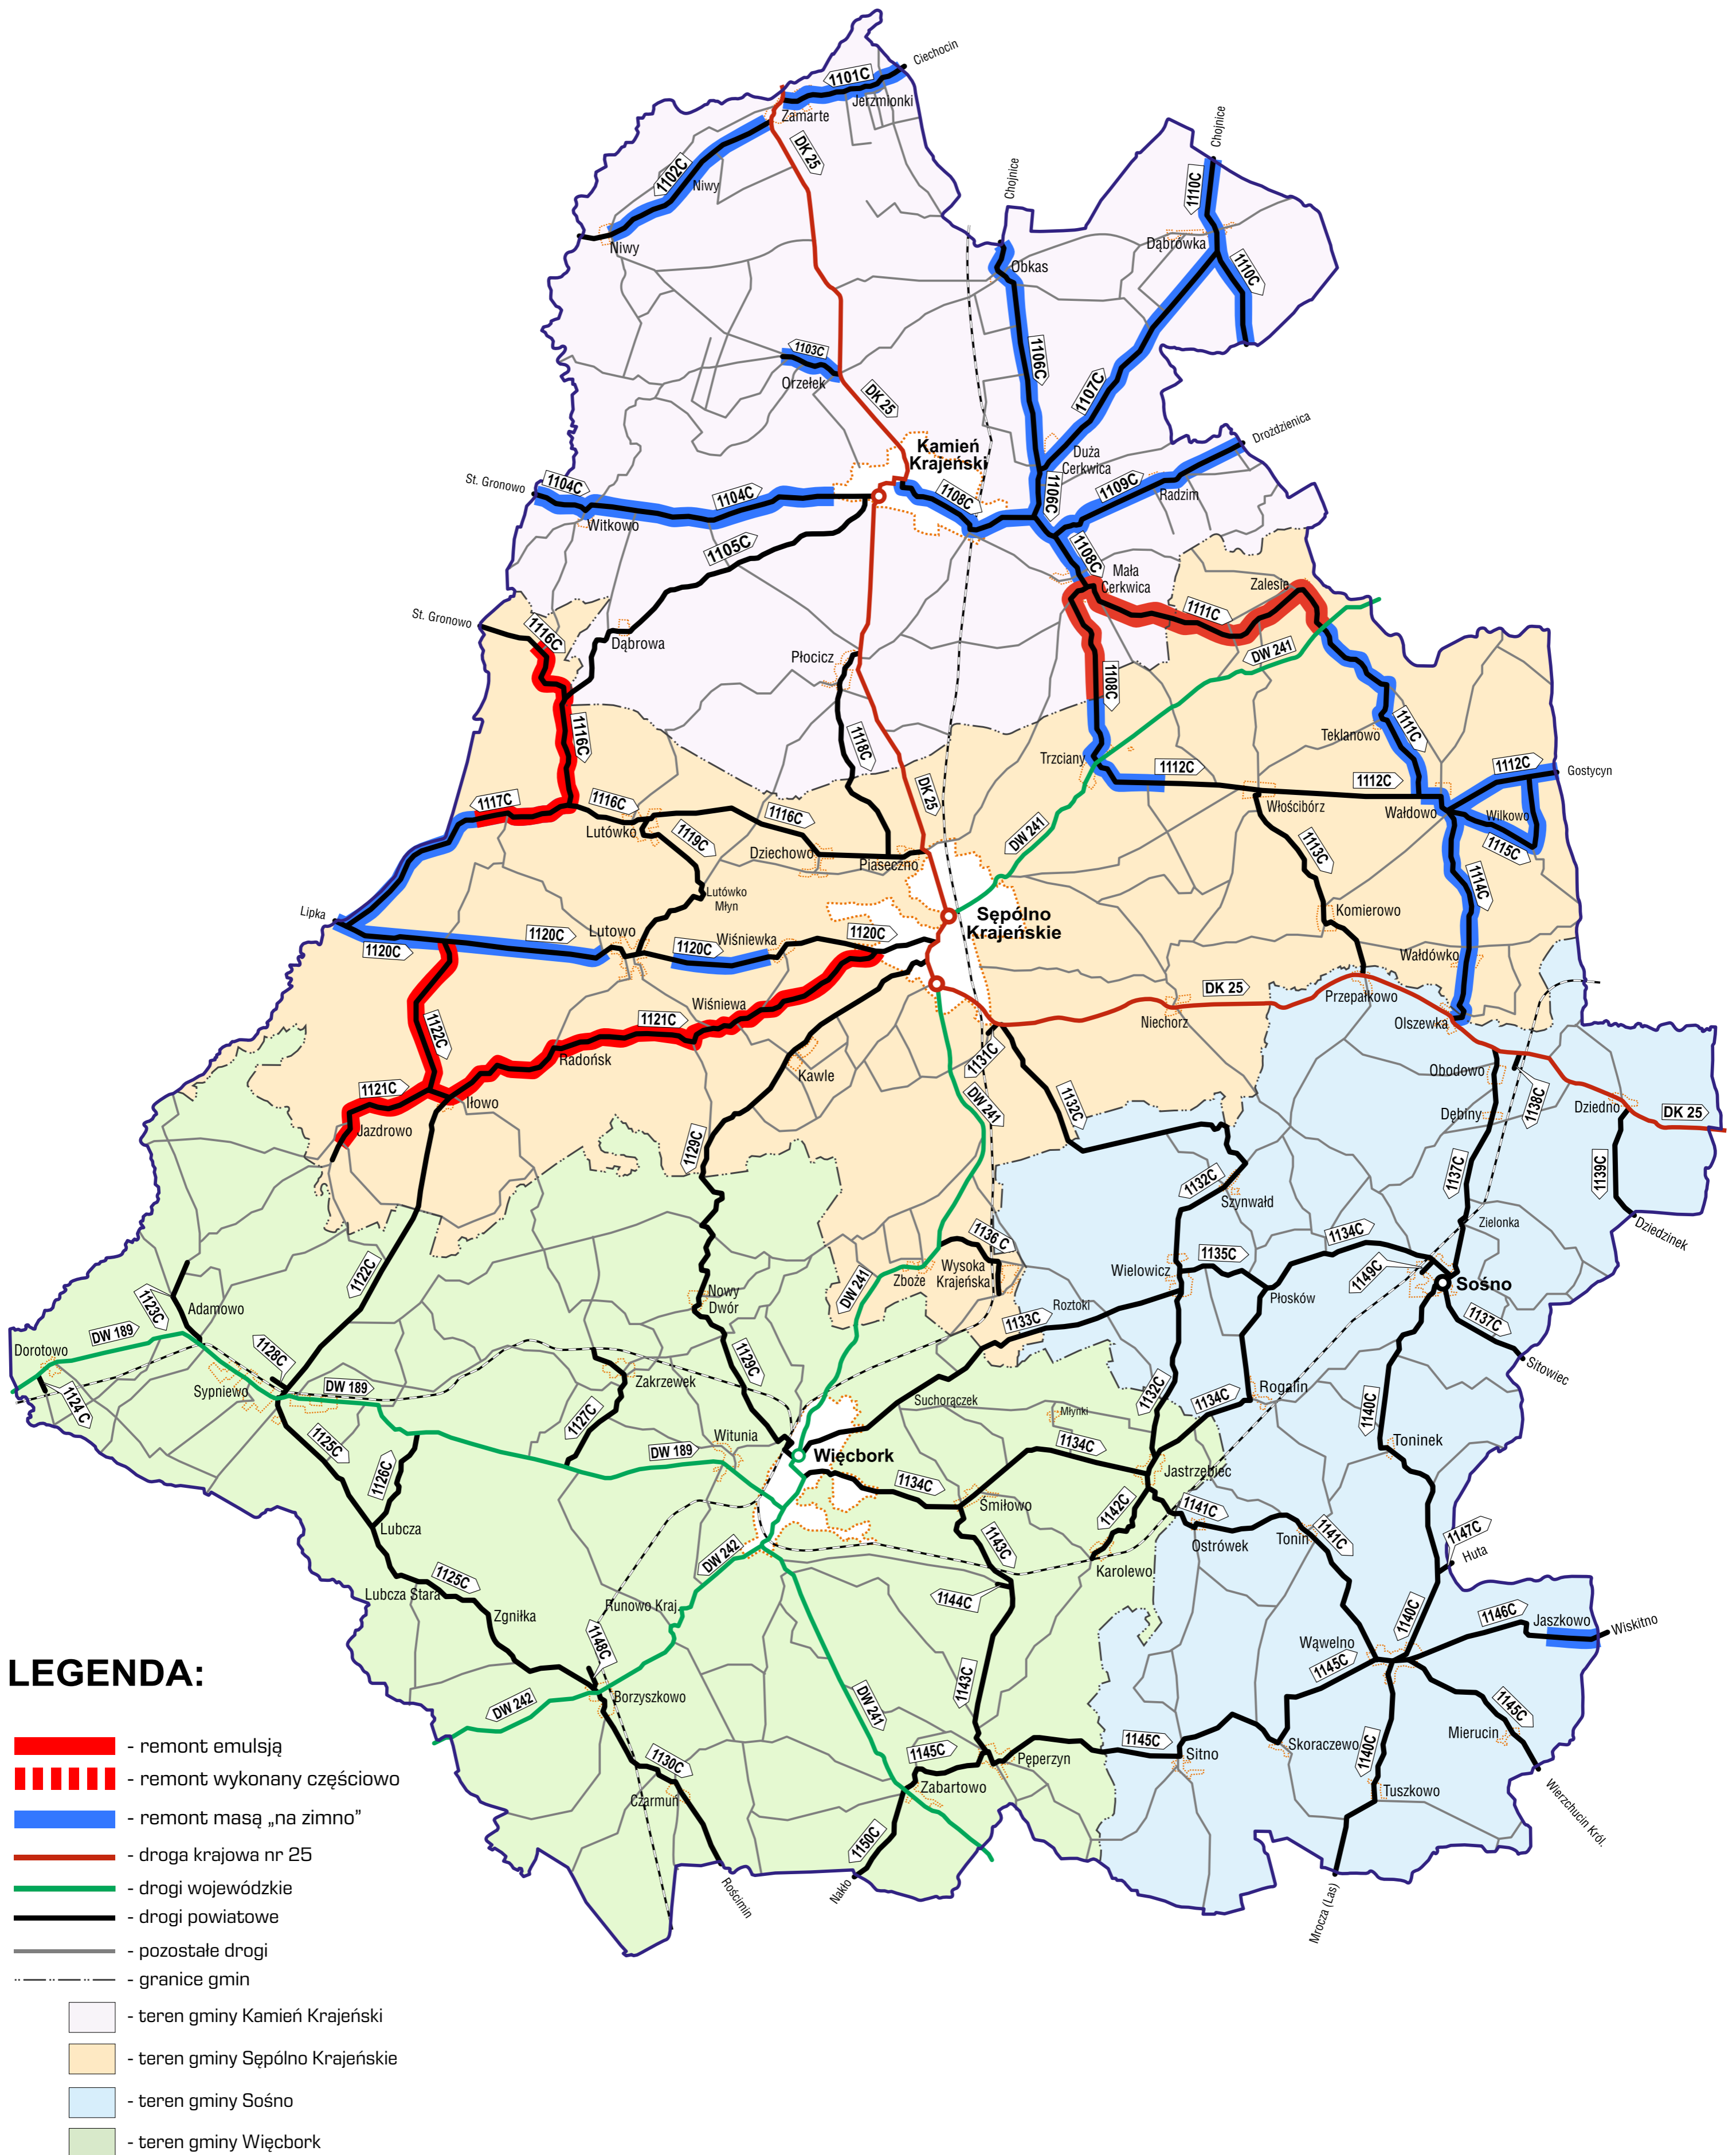 Ciechocin
1101C
Jerzmionki
Zamarte
DK 25
1102C
Niwy
Niwy
Chojnice
Chojnice
1110C
Dąbrówka
1110C
Obkas
1106C
1107C
1103C
Orzełek
DK 25
Kamień
Krajeński
Duża
Cerkwica
Drożdzienica
1109C
Radzim
St. Gronowo
1104C
1104C
Witkowo
1108C
1106C
1105C
1108C
Mała
Cerkwica
Zalesie
1111C
DW 241
St. Gronowo
1116C
Dąbrowa
Płocicz
1108C
1116C
1118C
Teklanowo
1111C
Trzciany
1112C
1112C
1112C
Gostycyn
Włościbórz
Wałdowo
Wilkowo
1115C
1117C
1116C
Lutówko
1116C
1119C
Dziechowo
Piaseczno
DK 25
DW 241
1113C
1114C
Lutówko
Młyn
Komierowo
Lipka
1120C
1120C
Lutowo
1120C
Wiśniewka
1120C
Sępólno
Krajeńskie
Wałdówko
Wiśniewa
1121C
Radońsk
1122C
DK 25
Niechorz
Przepałkowo
Olszewka
1131C
Kawle
1121C
Iłowo
Jazdrowo
DW 241
1132C
Obodowo
1138C
Dębiny
Dziedno
DK 25
1129C
1132C
Szynwałd
1137C
1139C
Zielonka
Dziedzinek
1136 C
Wysoka
Krajeńska
Zboże
DW 241
1134C
1135C
Wielowicz
Płosków
1149C
Sośno
1137C
Sitowiec
Roztoki
1133C
1122C
Nowy
Dwór
1123C
Adamowo
DW 189
Dorotowo
1128C
1124 C
Sypniewo
DW 189
1129C
Zakrzewek
1127C
Suchorączek
Młynki
1132C
1134C
Rogalin
1140C
Toninek
1125C
1126C
Witunia
DW 189
Więcbork
1134C
1134C
Jastrzębiec
Śmiłowo
1142C
1141C
Ostrówek
Tonin
1141C
1147C
Huta
Lubcza
1143C
Karolewo
DW 242
1125C
Lubcza Stara
Zgniłka
Runowo Kraj.
1144C
1140C
1146C
Jaszkowo
Wiskitno
1148C
Wąwelno
1145C
LEGENDA:
Borzyszkowo
DW 242
DW 241
1143C
1145C
Mierucin
- remont emulsją
- remont wykonany częściowo
- remont masą „na zimno”
- droga krajowa nr 25
- drogi wojewódzkie
- drogi powiatowe
- pozostałe drogi
- granice gmin
- teren gminy Kamień Krajeński
- teren gminy Sępólno Krajeńskie
- teren gminy Sośno
- teren gminy Więcbork
1130C
Czarmuń
1145C
Pęperzyn
1145C
Sitno
Skoraczewo
1140C
Tuszkowo
Zabartowo
1150C
Wierzchucin Król.
Rościmin
Nakło
Mrocza (Las)